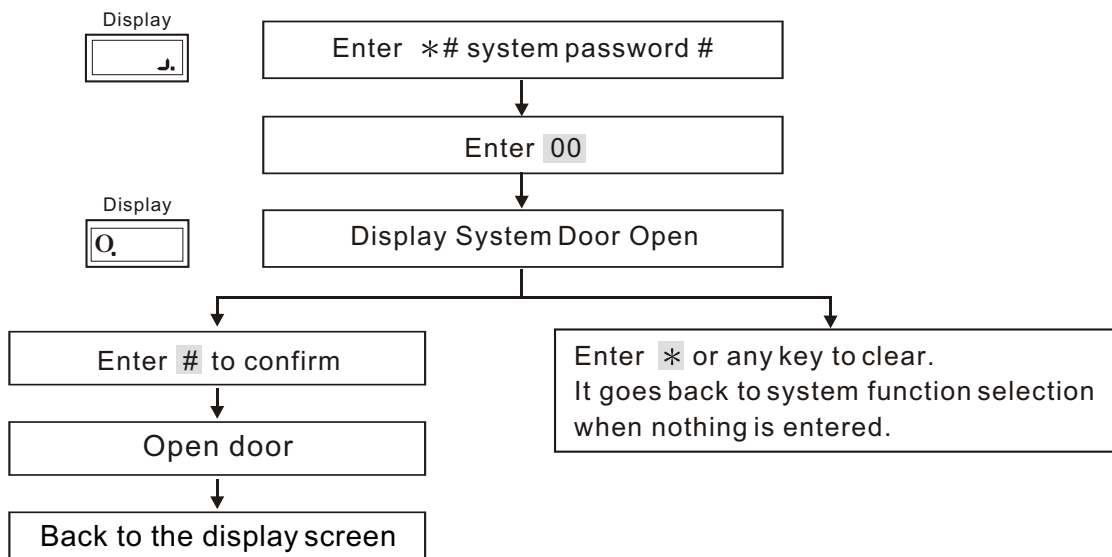 Display
Enter *# system password #
Enter 00
Display
O.
Display System Door Open
Enter # to confirm
Enter * or any key to clear.
It goes back to system function selection
when nothing is entered.
Open door
Back to the display screen